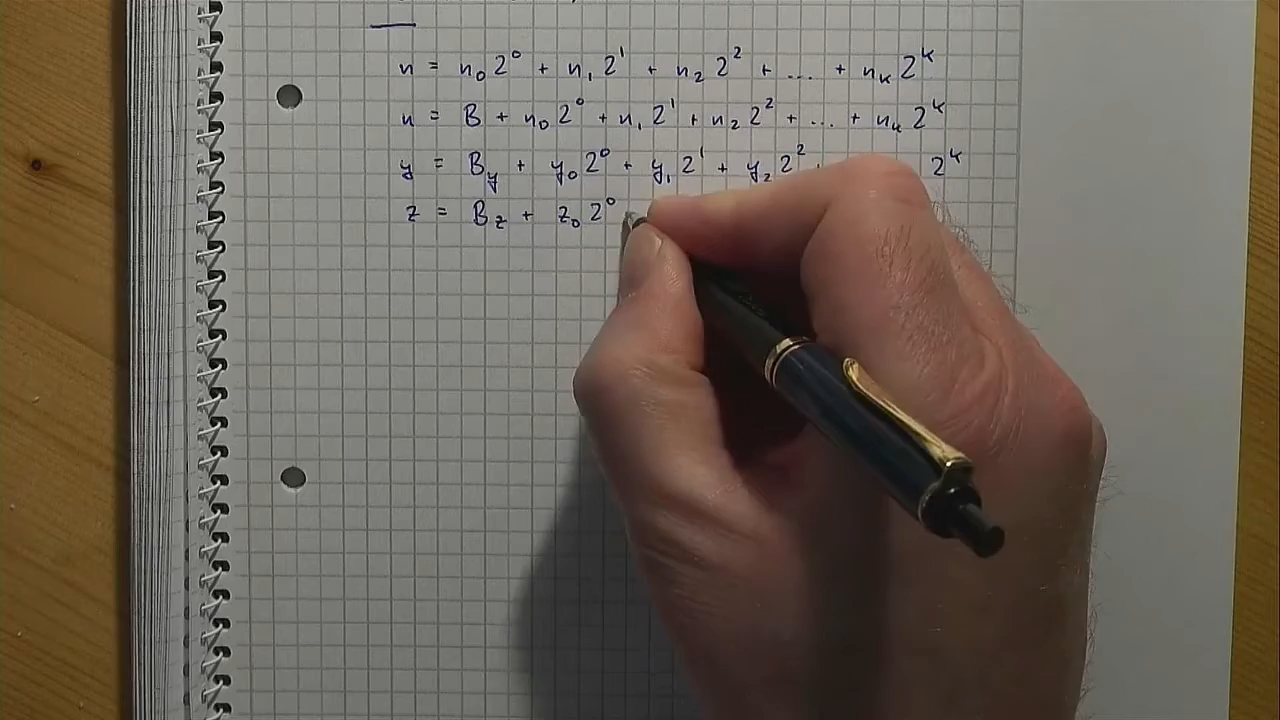 n = n₀ 2⁰ + n₁ 2¹ + n₂ 2² + ... + nₖ 2ᵏ
n = B + n₀ 2⁰ + n₁ 2¹ + n₂ 2² + ... + nₖ 2ᵏ
y = B_y + y₀ 2⁰ + y₁ 2¹ + y₂ 2² 2ᵏ
z = B_z + z₀ 2⁰